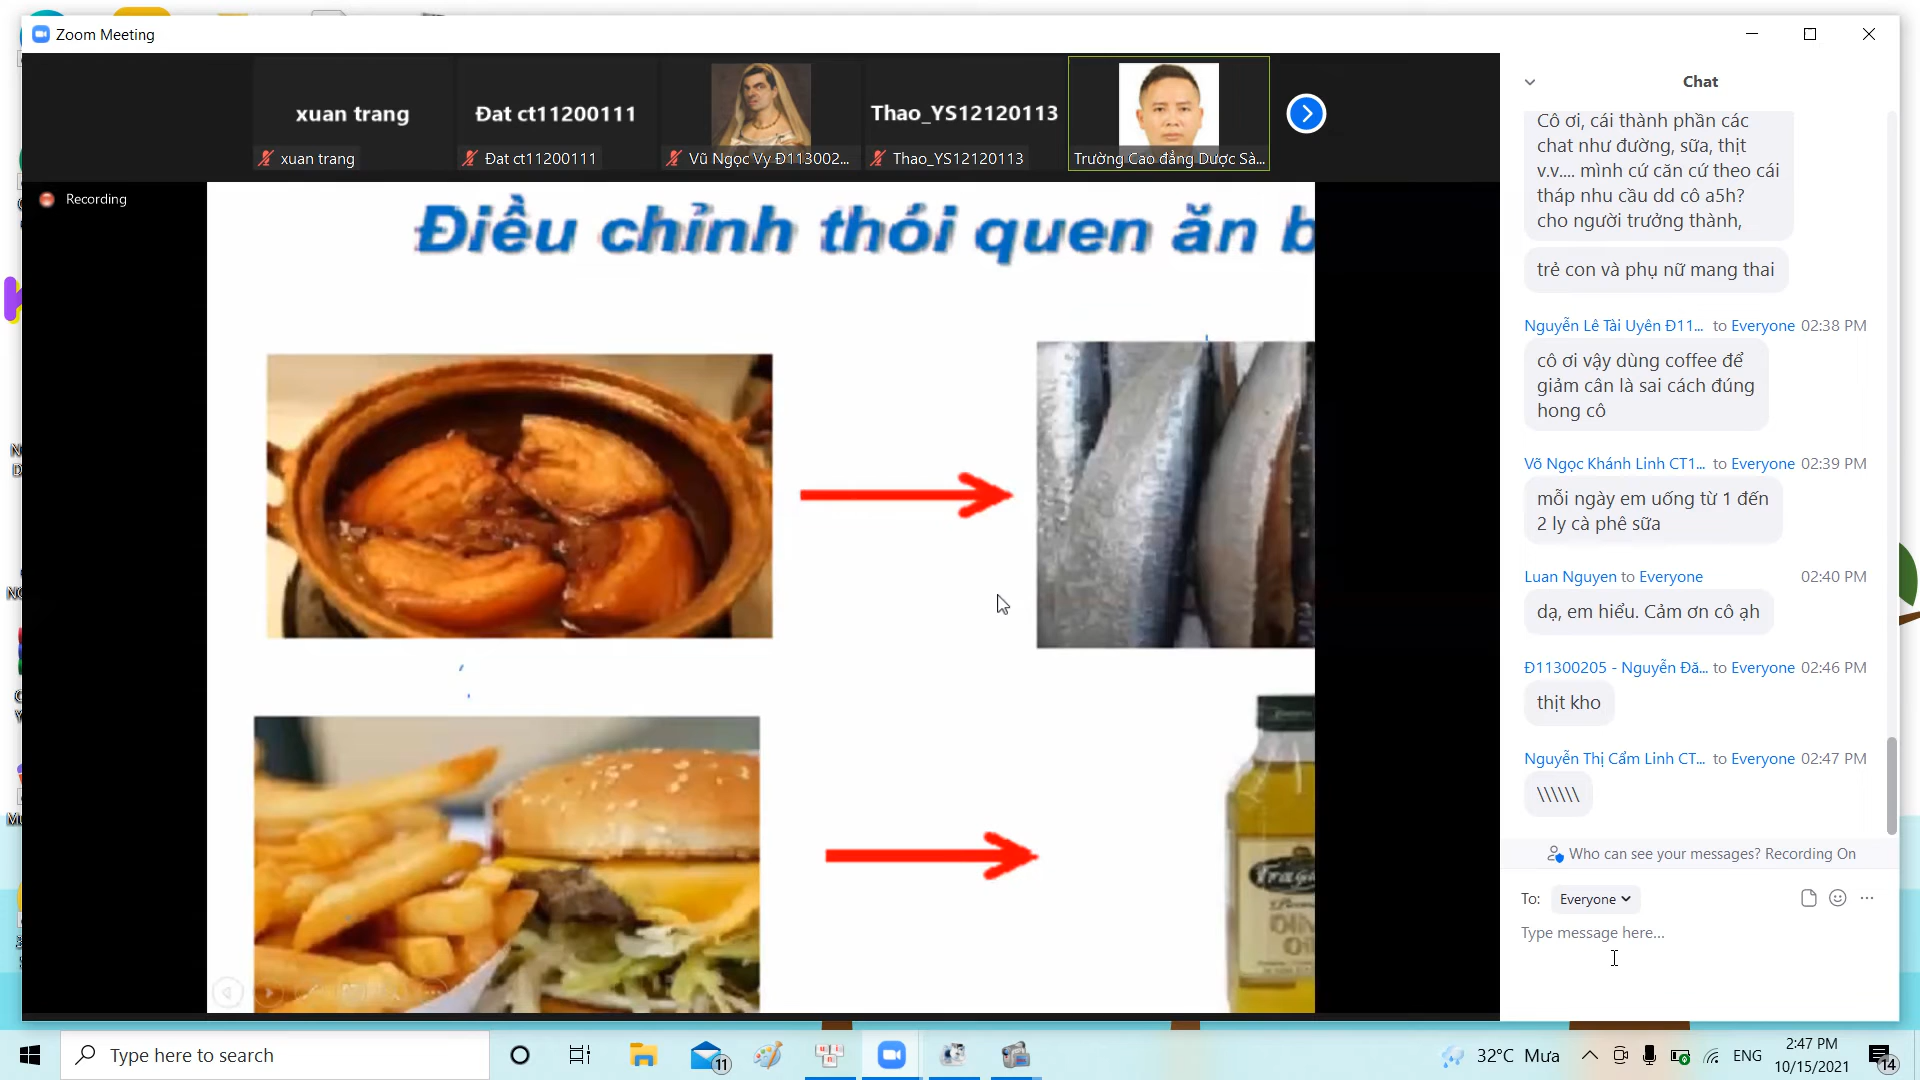 Zoom Meeting
xuan trang
Đat ct11200111
Thao_YS12120113
xuan trang
Đat ct11200111
Vũ Ngọc Vy Đ113002...
Thao_YS12120113
Trường Cao đẳng Dược Sà...
Recording
Điều chỉnh thói quen ăn
Chat
Cô ơi, cái thành phần các
chat như đường, sữa, thịt
v.v.... mình cứ căn cứ theo cái
tháp nhu cầu dd cô a5h?
cho người trưởng thành,
trẻ con và phụ nữ mang thai
Nguyễn Lê Tài Uyên Đ11... to Everyone 02:38 PM
cô ơi vậy dùng coffee để
giảm cân là sai cách đúng
hong cô
Võ Ngọc Khánh Linh CT1... to Everyone 02:39 PM
mỗi ngày em uống từ 1 đến
2 ly cà phê sữa
Luan Nguyen to Everyone 02:40 PM
dạ, em hiểu. Cảm ơn cô ạh
Đ11300205 - Nguyễn Đă... to Everyone 02:46 PM
thịt kho
Nguyễn Thị Cẩm Linh CT... to Everyone 02:47 PM
\\\\\\
Who can see your messages? Recording On
To: Everyone
Type message here...
Type here to search
11
32°C Mưa
ENG
2:47 PM
10/15/2021
14